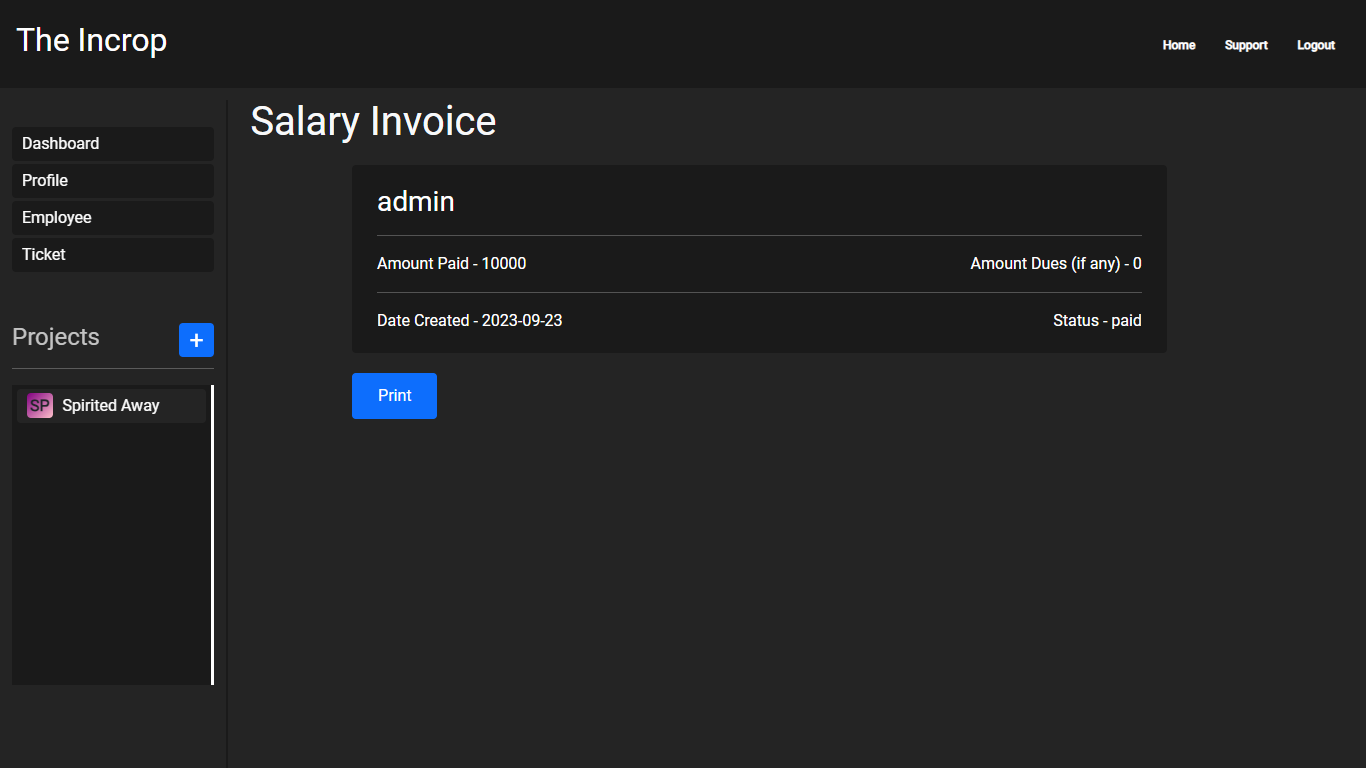 The Incrop
Home Support Logout
Dashboard
Profile
Employee
Ticket
Projects +
SP Spirited Away
Salary Invoice
admin
Amount Paid - 10000 Amount Dues (if any) - 0
Date Created - 2023-09-23 Status - paid
Print